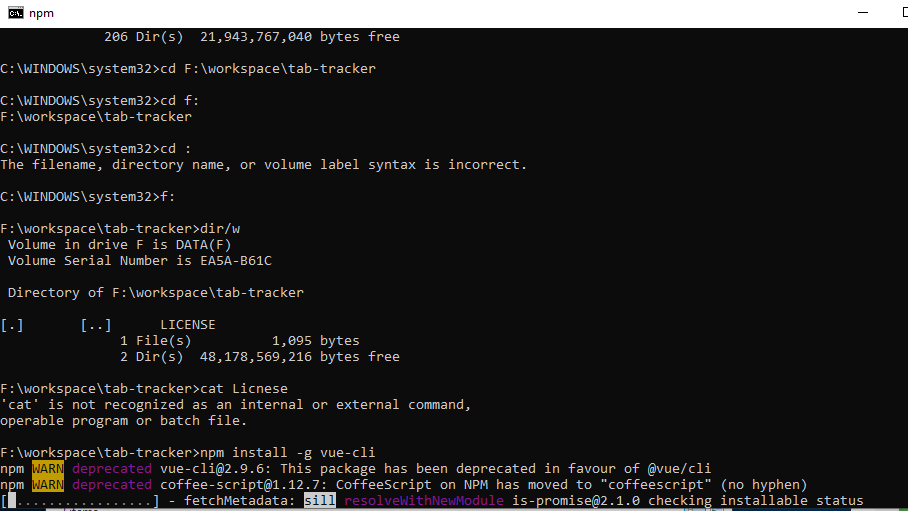 npm
206 Dir(s)  21,943,767,040 bytes free
C:\WINDOWS\system32>cd F:\workspace\tab-tracker
C:\WINDOWS\system32>cd f:
F:\workspace\tab-tracker
C:\WINDOWS\system32>cd :
The filename, directory name, or volume label syntax is incorrect.
C:\WINDOWS\system32>f:
F:\workspace\tab-tracker>dir/w
Volume in drive F is DATA(F)
Volume Serial Number is EA5A-B61C
Directory of F:\workspace\tab-tracker
[.]       [..]      LICENSE
1 File(s)          1,095 bytes
2 Dir(s)  48,178,569,216 bytes free
F:\workspace\tab-tracker>cat Licnese
'cat' is not recognized as an internal or external command,
operable program or batch file.
F:\workspace\tab-tracker>npm install -g vue-cli
npm WARN deprecated vue-cli@2.9.6: This package has been deprecated in favour of @vue/cli
npm WARN deprecated coffee-script@1.12.7: CoffeeScript on NPM has moved to "coffeescript" (no hyphen)
[ .................] - fetchMetadata: sill resolveWithNewModule is-promise@2.1.0 checking installable status